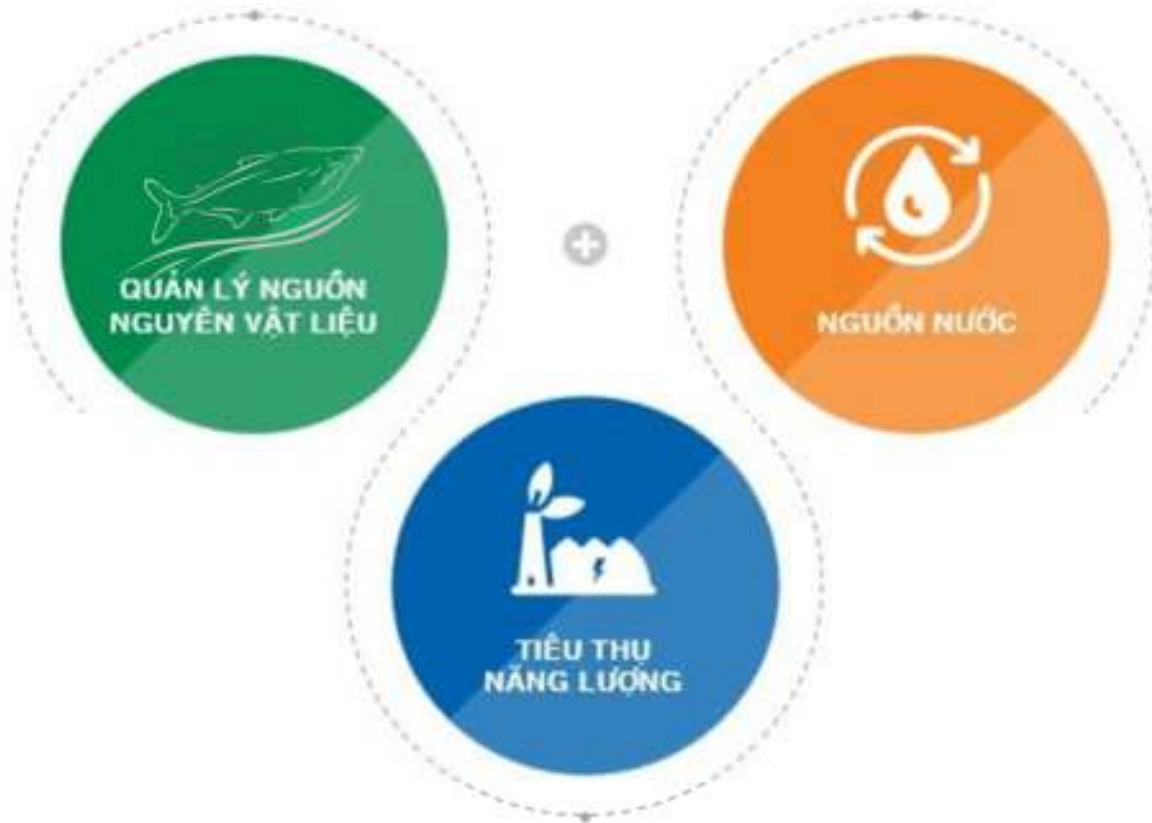 QUẢN LÝ NGUỒN
NGUYÊN VẬT LIỆU
NGUỒN NƯỚC
TIÊU THỤ
NĂNG LƯỢNG